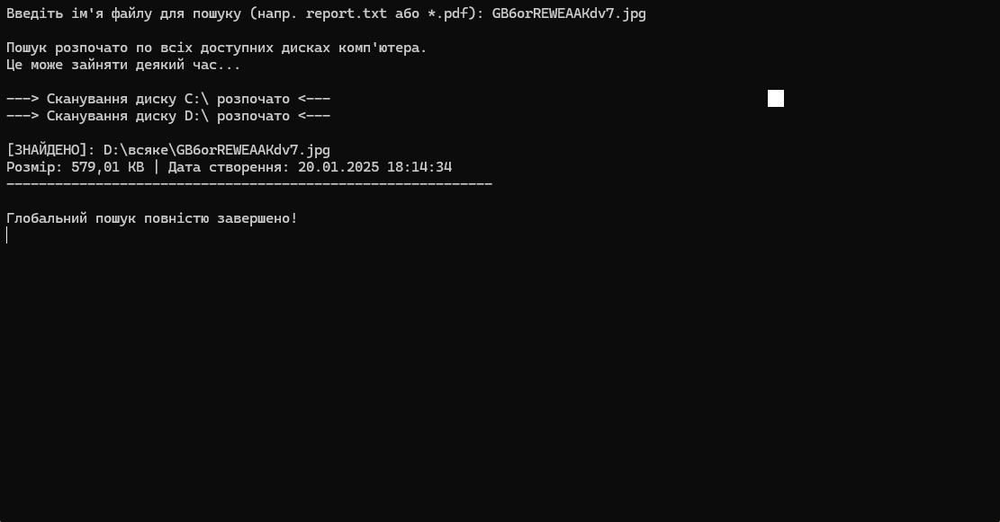 Введіть ім'я файлу для пошуку (напр. report.txt або *.pdf): GB6orREWEAAKdv7.jpg
Пошук розпочато по всіх доступних дисках комп'ютера.
Це може зайняти деякий час...
---> Сканування диску C:\ розпочато <---
---> Сканування диску D:\ розпочато <---
[ЗНАЙДЕНО]: D:\всяке\GB6orREWEAAKdv7.jpg
Розмір: 579,01 KB | Дата створення: 20.01.2025 18:14:34
------------------------------------------------------------
Глобальний пошук повністю завершено!